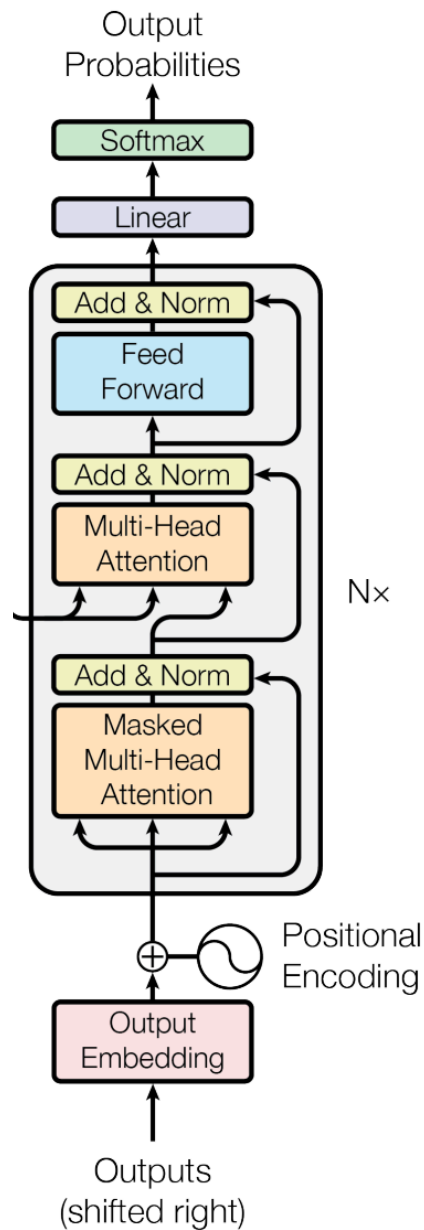 Output
Probabilities
Softmax
Linear
Add & Norm
Feed
Forward
Add & Norm
Multi-Head
Attention
N×
Add & Norm
Masked
Multi-Head
Attention
Positional
Encoding
Output
Embedding
Outputs
(shifted right)